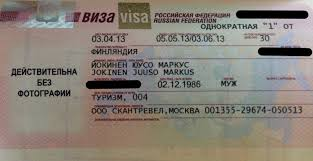 ВИЗА visa РОССИЙСКАЯ ФЕДЕРАЦИЯ
RUSSIAN FEDERATION
ОДНОКРАТНАЯ "1" ОТ
03.04.13 05.05.13/03.06.13 30
ФИНЛЯНДИЯ
ЙОКИНЕН ЮУСО МАРКУС
JOKINEN JUUSO MARKUS
ДЕЙСТВИТЕЛЬНО
БЕЗ
ФОТОГРАФИИ
02.12.1986 МУЖ
ТУРИЗМ, 004
ООО СКАНТРЕВЕЛ,МОСКВА 001355-29674-050513